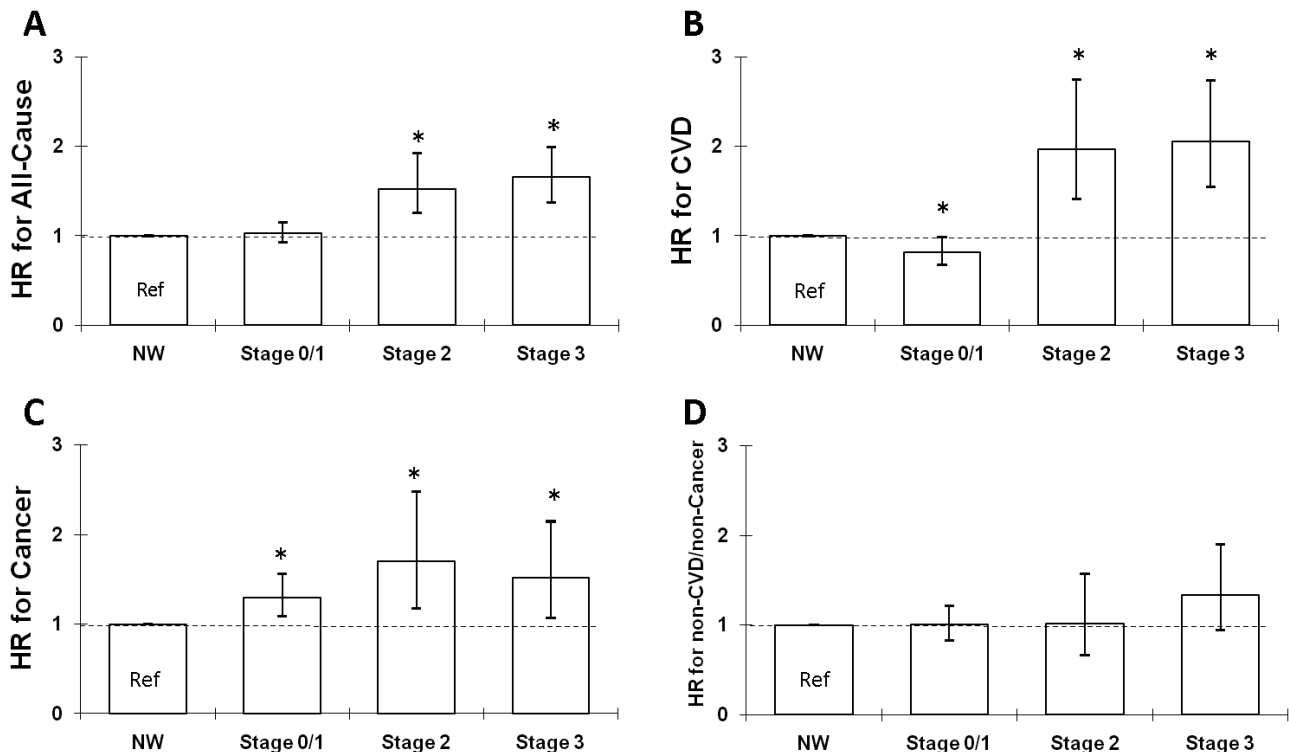 A
HR for All-Cause
3
2
1
0
*
*
Ref
NW Stage 0/1 Stage 2 Stage 3
B
HR for CVD
3
2
1
0
*
*
*
Ref
NW Stage 0/1 Stage 2 Stage 3
C
HR for Cancer
3
2
1
0
*
*
*
Ref
NW Stage 0/1 Stage 2 Stage 3
D
HR for non-CVD/non-Cancer
3
2
1
0
Ref
NW Stage 0/1 Stage 2 Stage 3